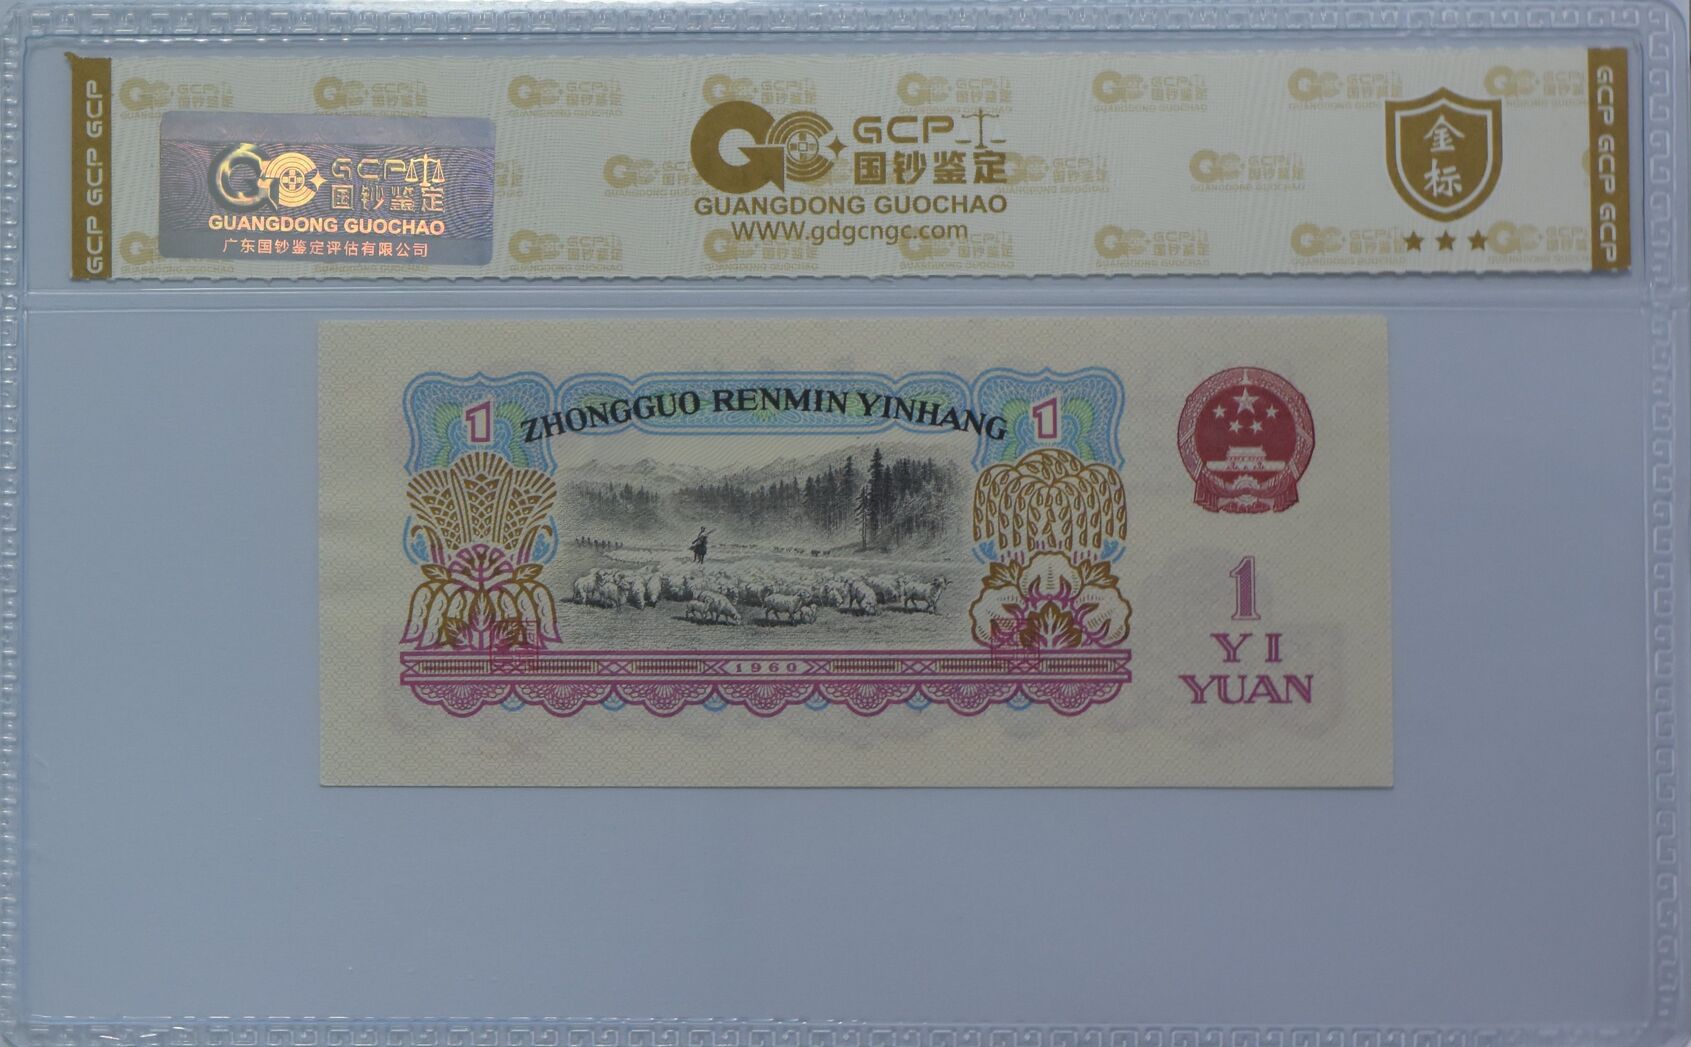 GCP GCP GCP
GCP
国钞鉴定
GUANGDONG GUOCHAO
广东国钞鉴定评估有限公司
GCP
国钞鉴定
GUANGDONG GUOCHAO
WWW.gdgcngc.com
金标
GCP GCP GCP
1
ZHONGGUO RENMIN YINHANG
1
1960
1
YI
YUAN